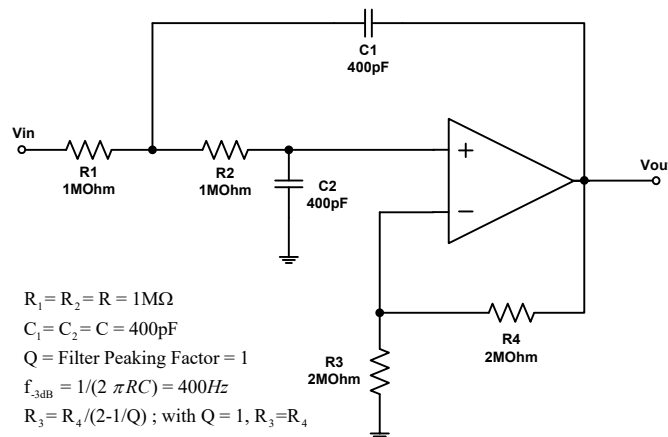 C1
400pF
Vin
R1
1MOhm
R2
1MOhm
C2
400pF
+
−
Vou
R4
2MOhm
R3
2MOhm
R₁= R₂= R = 1MΩ
C₁= C₂= C = 400pF
Q = Filter Peaking Factor = 1
f₋₃dB = 1/(2 πRC) = 400Hz
R₃= R₄/(2-1/Q) ; with Q = 1, R₃=R₄